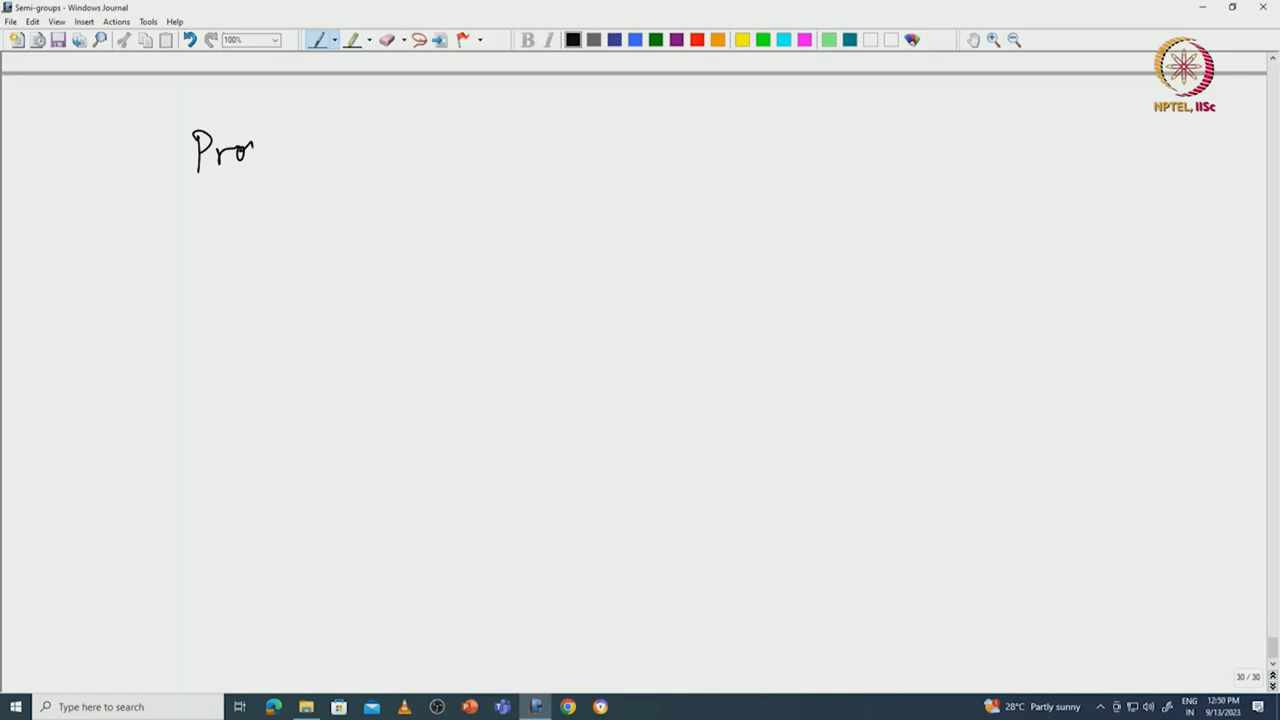 Semi-groups - Windows Journal
File Edit View Insert Actions Tools Help
100%
B I
NPTEL, IISc
Pro
30 / 30
Type here to search
28°C Partly sunny
ENG
IN
12:50 PM
9/13/2023